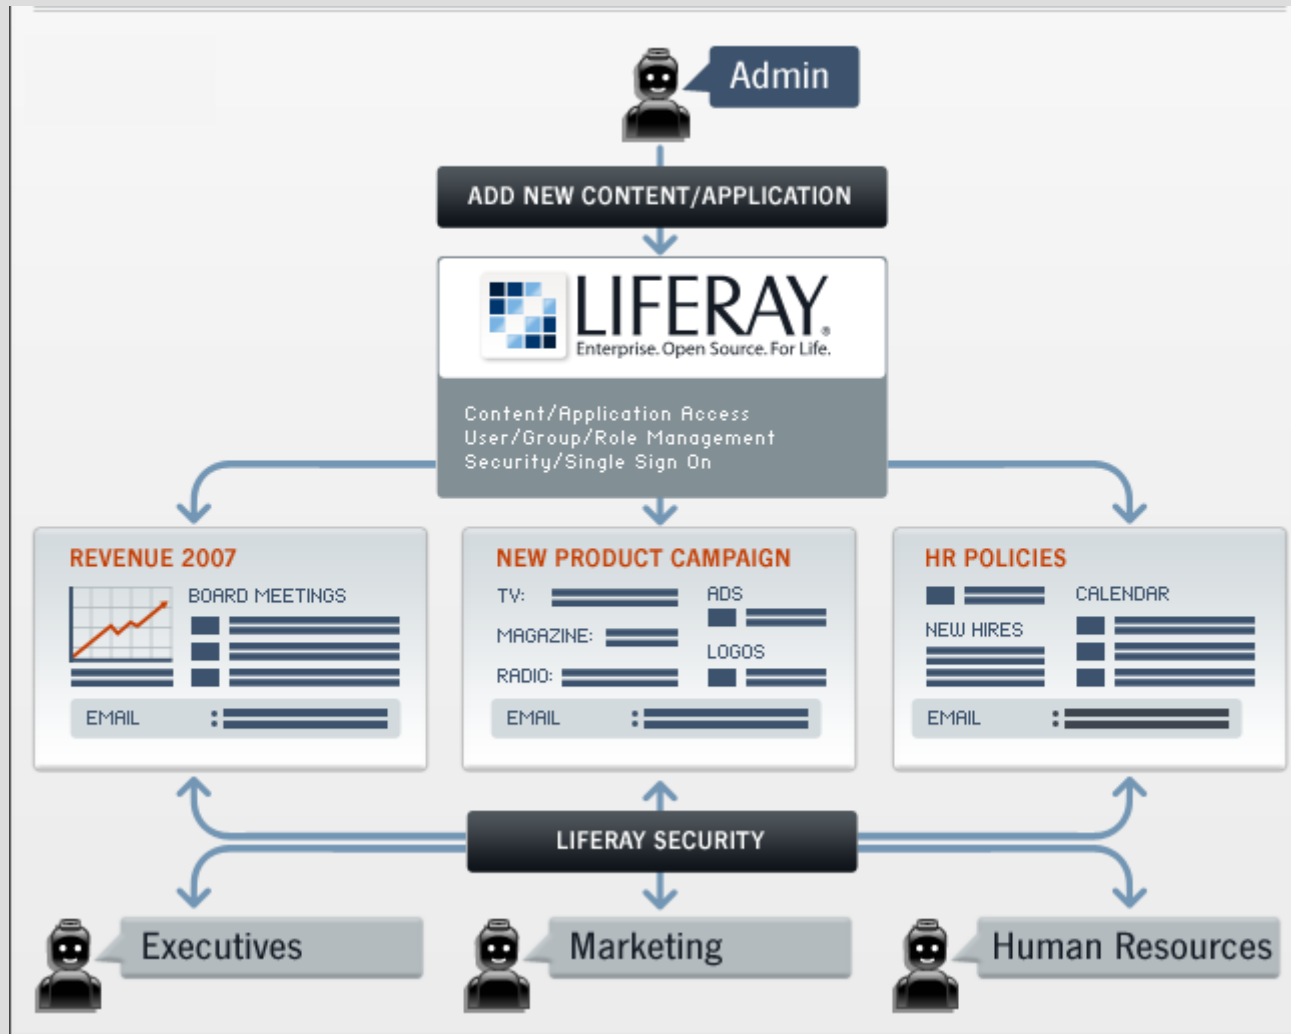 Admin
ADD NEW CONTENT/APPLICATION
LIFERAY®
Enterprise. Open Source. For Life.
Content/Application Access
User/Group/Role Management
Security/Single Sign On
REVENUE 2007
BOARD MEETINGS
EMAIL :
NEW PRODUCT CAMPAIGN
TV:
ADS
MAGAZINE:
LOGOS
RADIO:
EMAIL :
HR POLICIES
CALENDAR
NEW HIRES
EMAIL :
LIFERAY SECURITY
Executives
Marketing
Human Resources